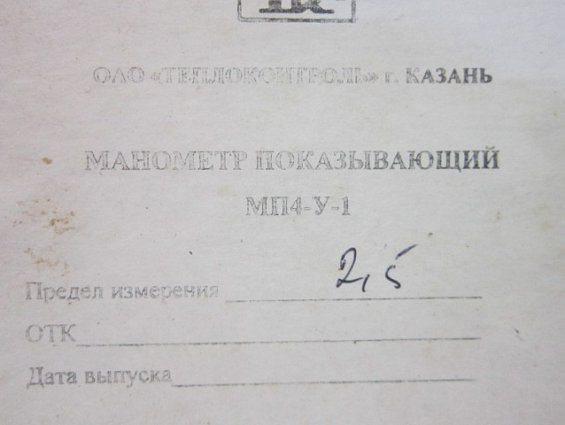 ОАО «ТЕПЛОКОНТРОЛЬ» г. КАЗАНЬ
МАНОМЕТР ПОКАЗЫВАЮЩИЙ
МП4-У-1
Предел измерения 2,5
ОТК
Дата выпуска